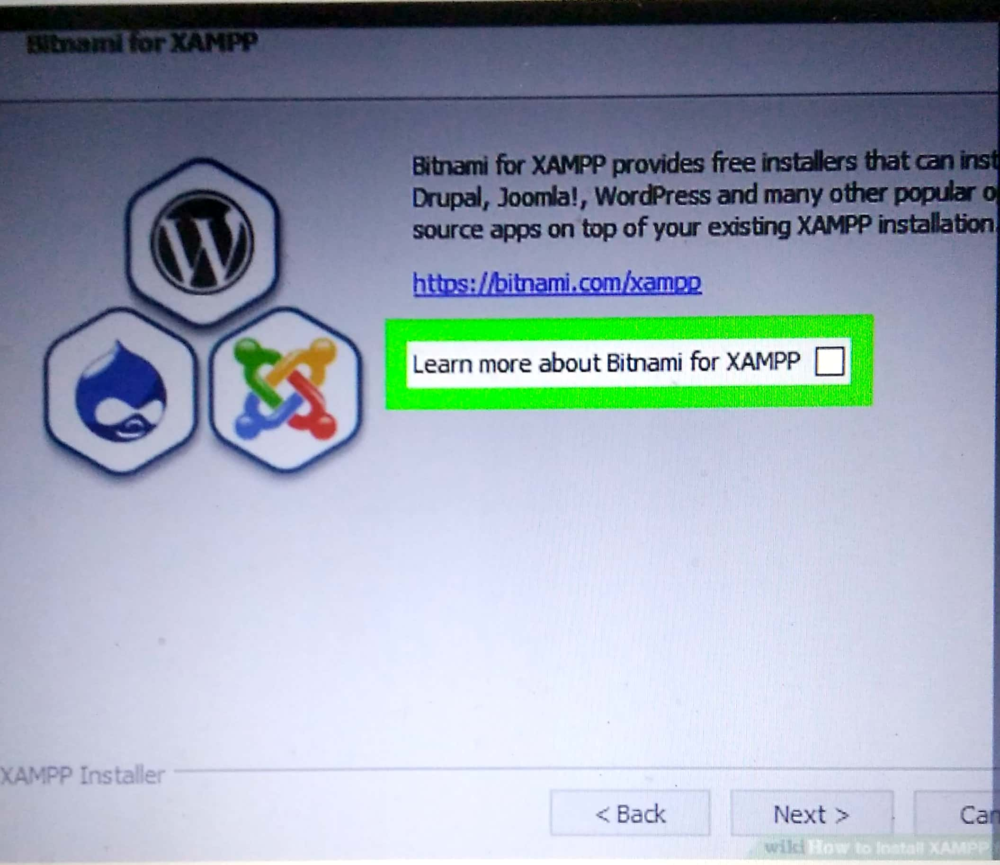 Bitnami for XAMPP
Bitnami for XAMPP provides free installers that can inst
Drupal, Joomla!, WordPress and many other popular o
source apps on top of your existing XAMPP installation
https://bitnami.com/xampp
Learn more about Bitnami for XAMPP
XAMPP Installer
< Back
Next >
Can
wikiHow to Install XAMPP